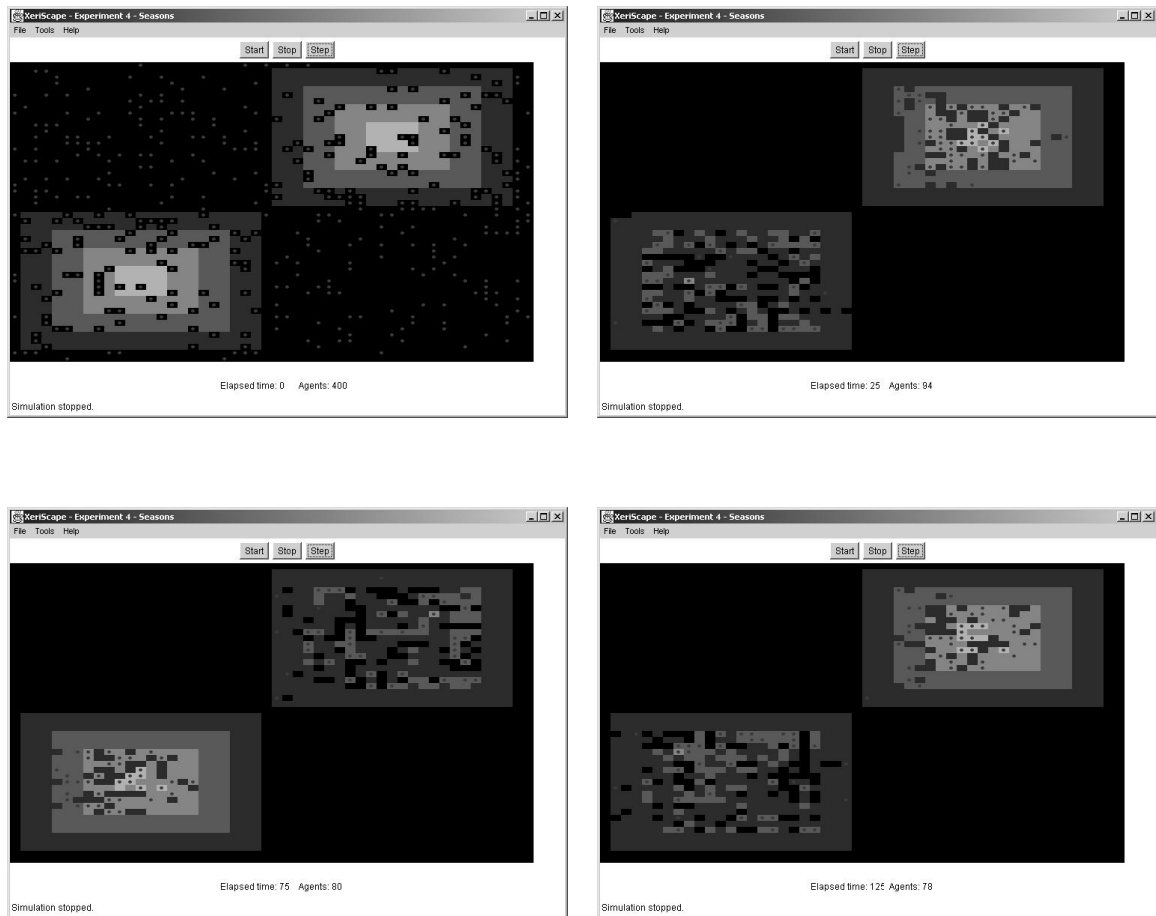 XeriScape - Experiment 4 - Seasons
File Tools Help
Start Stop Step
Elapsed time: 0 Agents: 400
Simulation stopped.
XeriScape - Experiment 4 - Seasons
File Tools Help
Start Stop Step
Elapsed time: 25 Agents: 94
Simulation stopped.
XeriScape - Experiment 4 - Seasons
File Tools Help
Start Stop Step
Elapsed time: 75 Agents: 80
Simulation stopped.
XeriScape - Experiment 4 - Seasons
File Tools Help
Start Stop Step
Elapsed time: 125 Agents: 78
Simulation stopped.